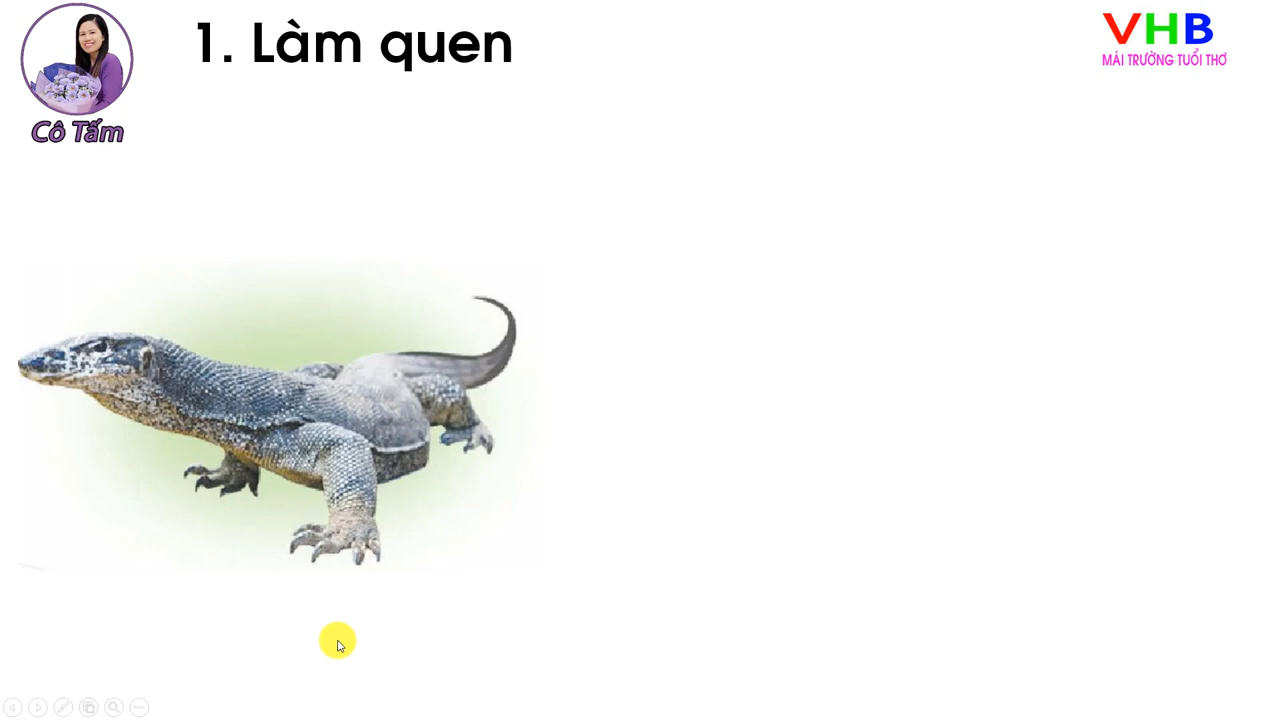 1. Làm quen
VHB
MÁI TRƯỜNG TUỔI THƠ
Cô Tấm